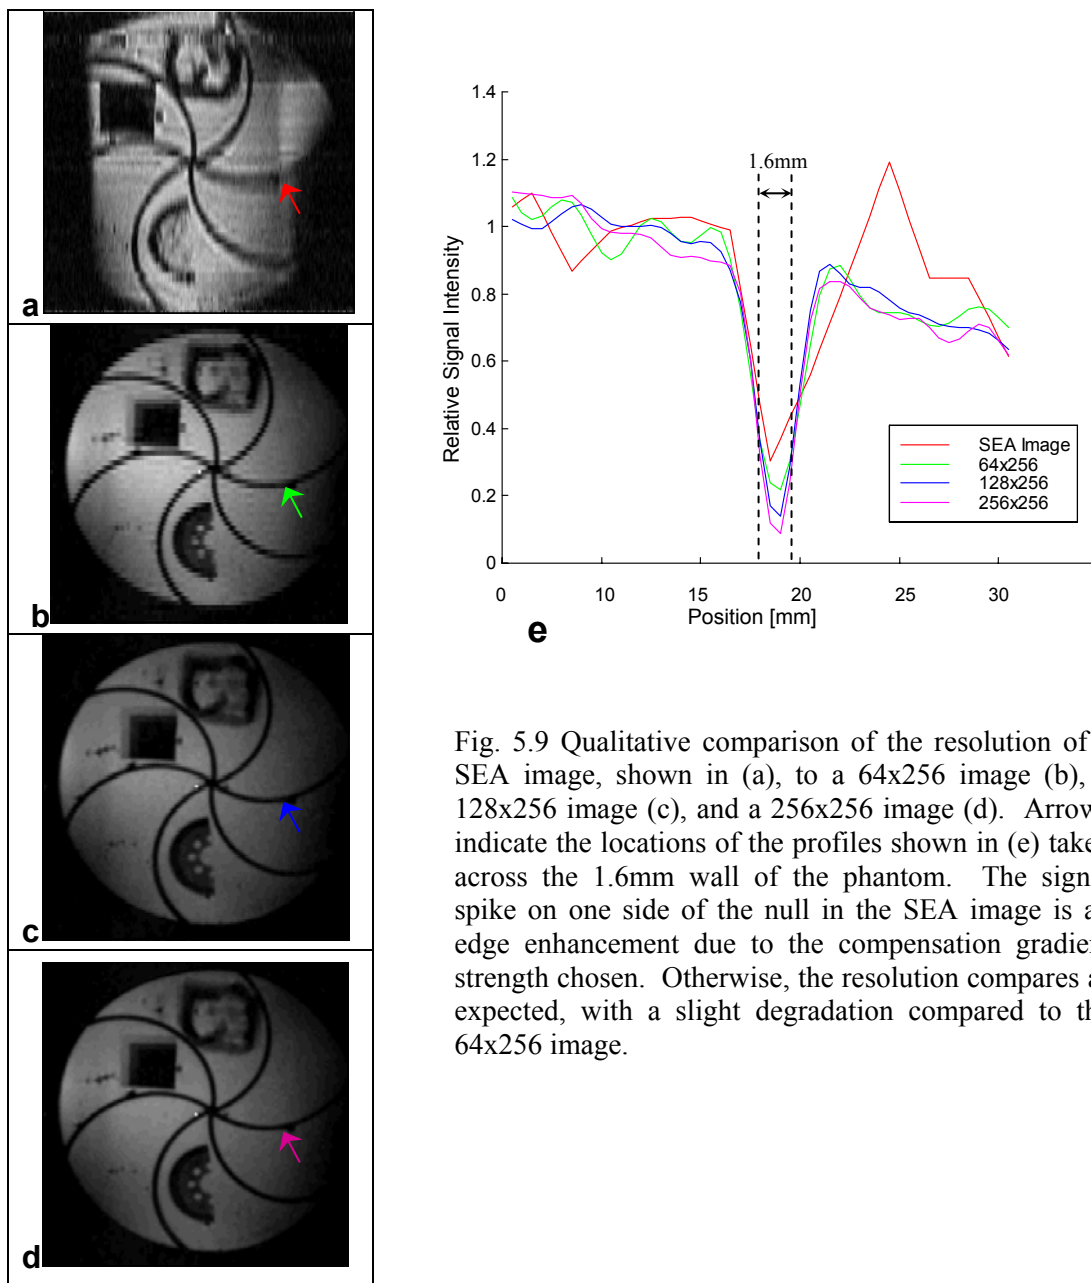 a
b
c
d
1.4
1.2
1
0.8
0.6
0.4
0.2
0
Relative Signal Intensity
1.6mm
SEA Image
64x256
128x256
256x256
0 10 15 20 25 30
Position [mm]
e
Fig. 5.9 Qualitative comparison of the resolution of
SEA image, shown in (a), to a 64x256 image (b),
128x256 image (c), and a 256x256 image (d). Arrow
indicate the locations of the profiles shown in (e) take
across the 1.6mm wall of the phantom. The sign
spike on one side of the null in the SEA image is a
edge enhancement due to the compensation gradie
strength chosen. Otherwise, the resolution compares a
expected, with a slight degradation compared to th
64x256 image.